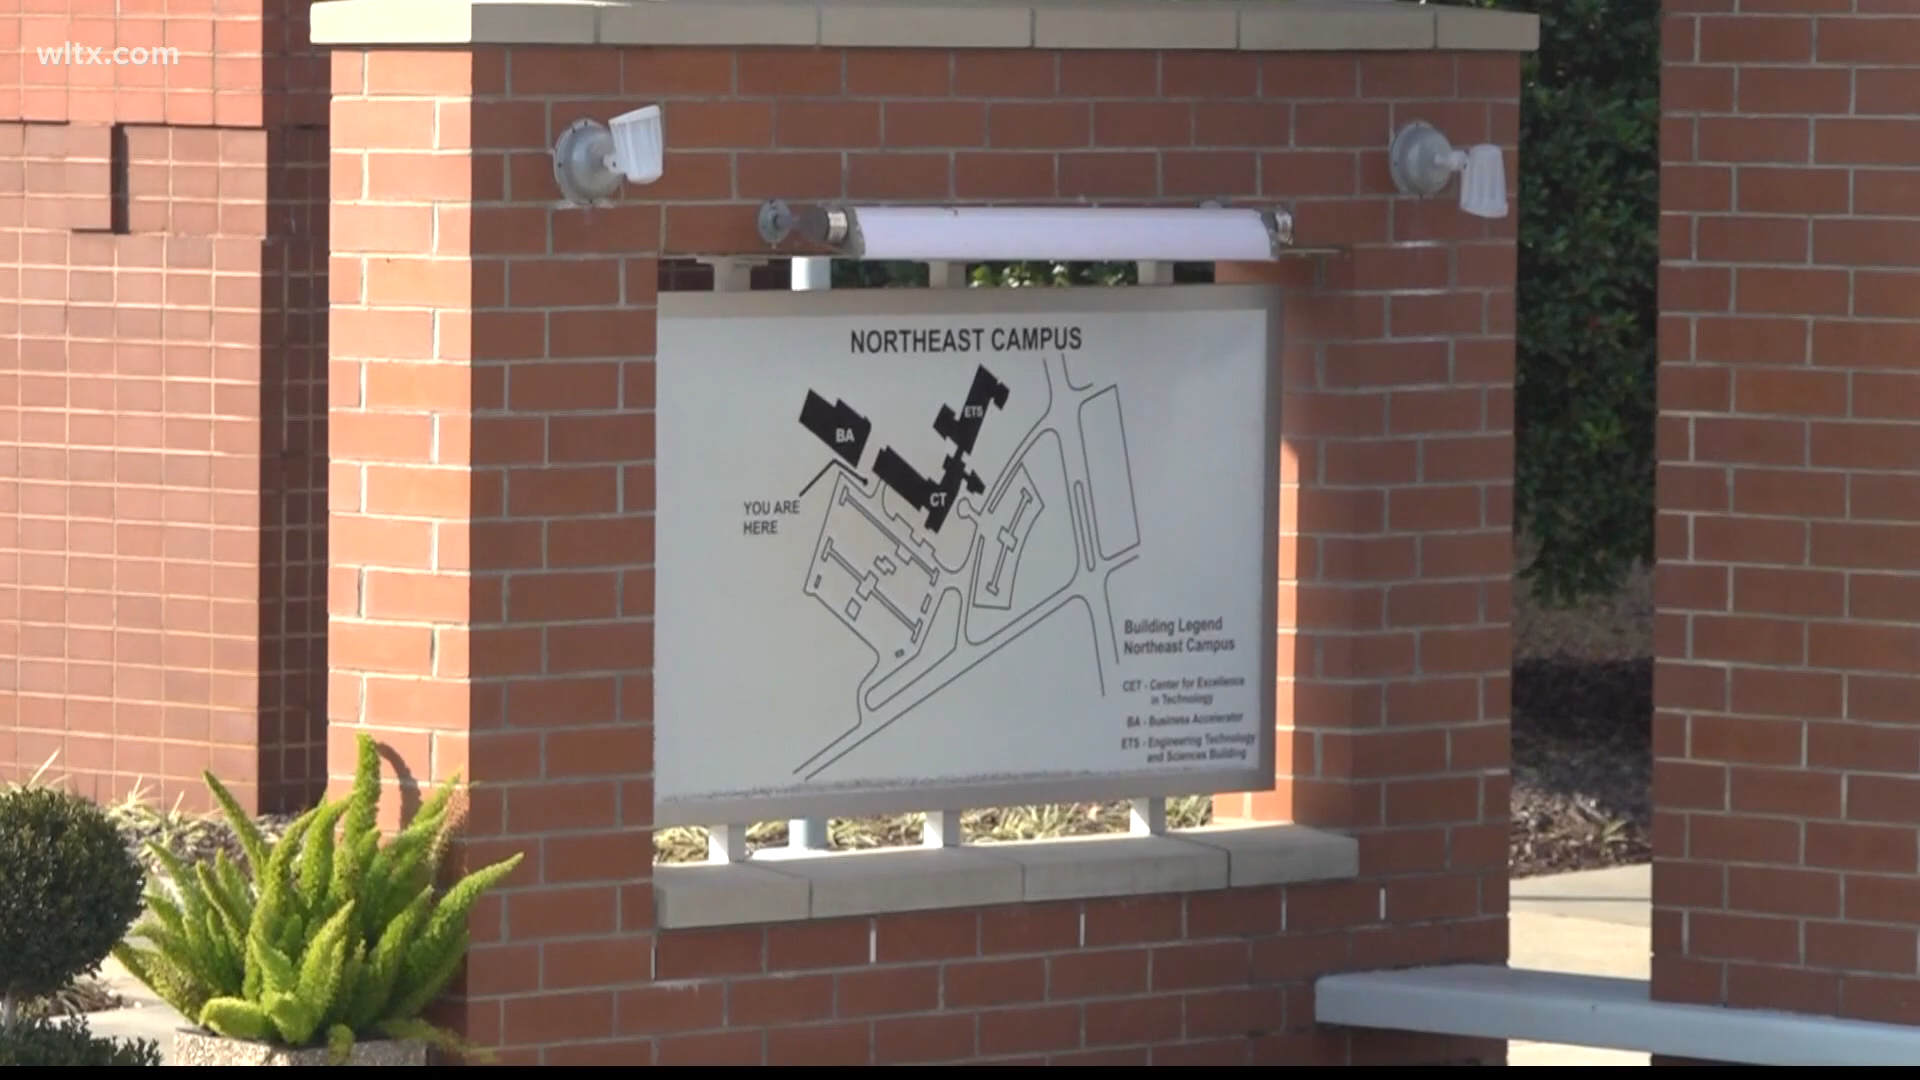 wltx.com
NORTHEAST CAMPUS
ETS
BA
CT
YOU ARE
HERE
Building Legend
Northeast Campus
CET - Center for Excellence
in Technology
BA - Business Accelerator
ETS - Engineering Technology
and Sciences Building